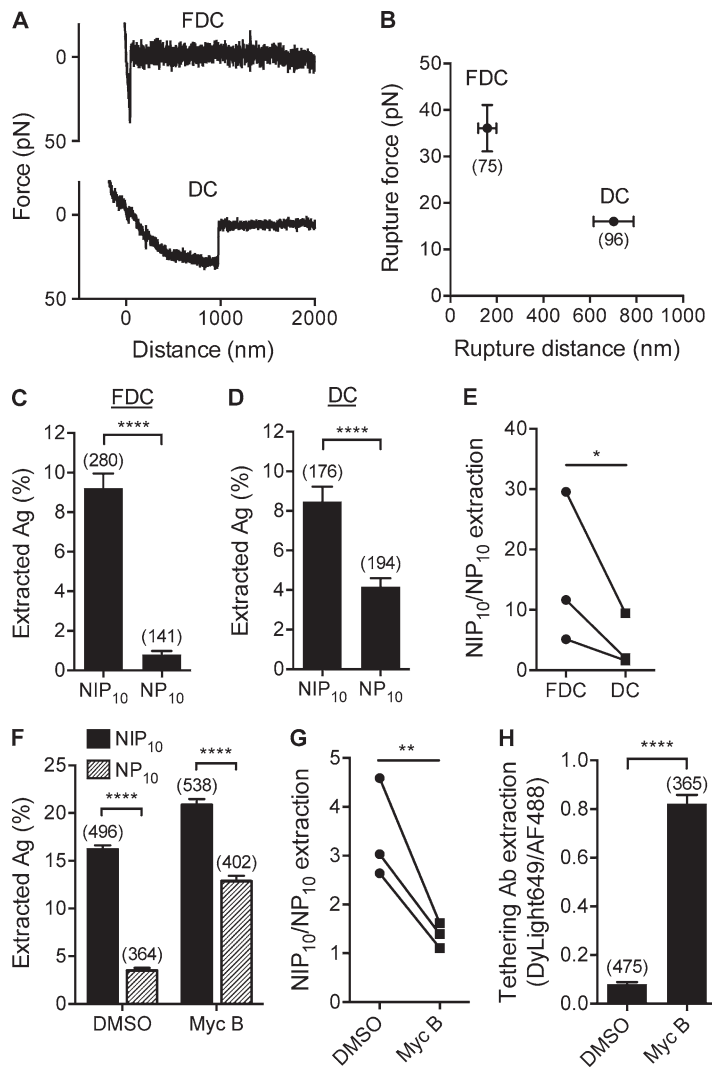 A
FDC
0
50
DC
0
50
Force (pN)
0 1000 2000
Distance (nm)
B
50
40
30
20
10
0
Rupture force (pN)
FDC
(75)
DC
(96)
0 200 400 600 800 1000
Rupture distance (nm)
C
FDC
****
12
10
8
6
4
2
0
Extracted Ag (%)
(280)
(141)
NIP10 NP10
D
DC
****
12
10
8
6
4
2
0
Extracted Ag (%)
(176)
(194)
NIP10 NP10
E
*
40
30
20
10
0
NIP10/NP10 extraction
FDC DC
F
NIP10
NP10
25
20
15
10
5
0
Extracted Ag (%)
****
****
(496)
(364)
(538)
(402)
DMSO Myc B
G
**
5
4
3
2
1
0
NIP10/NP10 extraction
DMSO
Myc B
H
****
1.0
0.8
0.6
0.4
0.2
0.0
Tethering Ab extraction
(DyLight649/AF488)
(475)
(365)
DMSO
Myc B